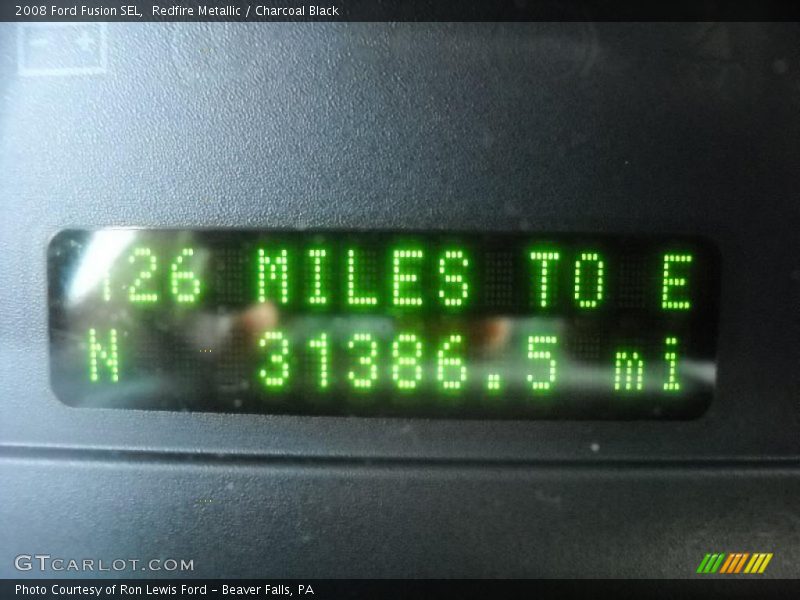 2008 Ford Fusion SEL, Redfire Metallic / Charcoal Black
126 MILES TO E
N 31386.5 mi
GTCARLOT.COM
Photo Courtesy of Ron Lewis Ford - Beaver Falls, PA